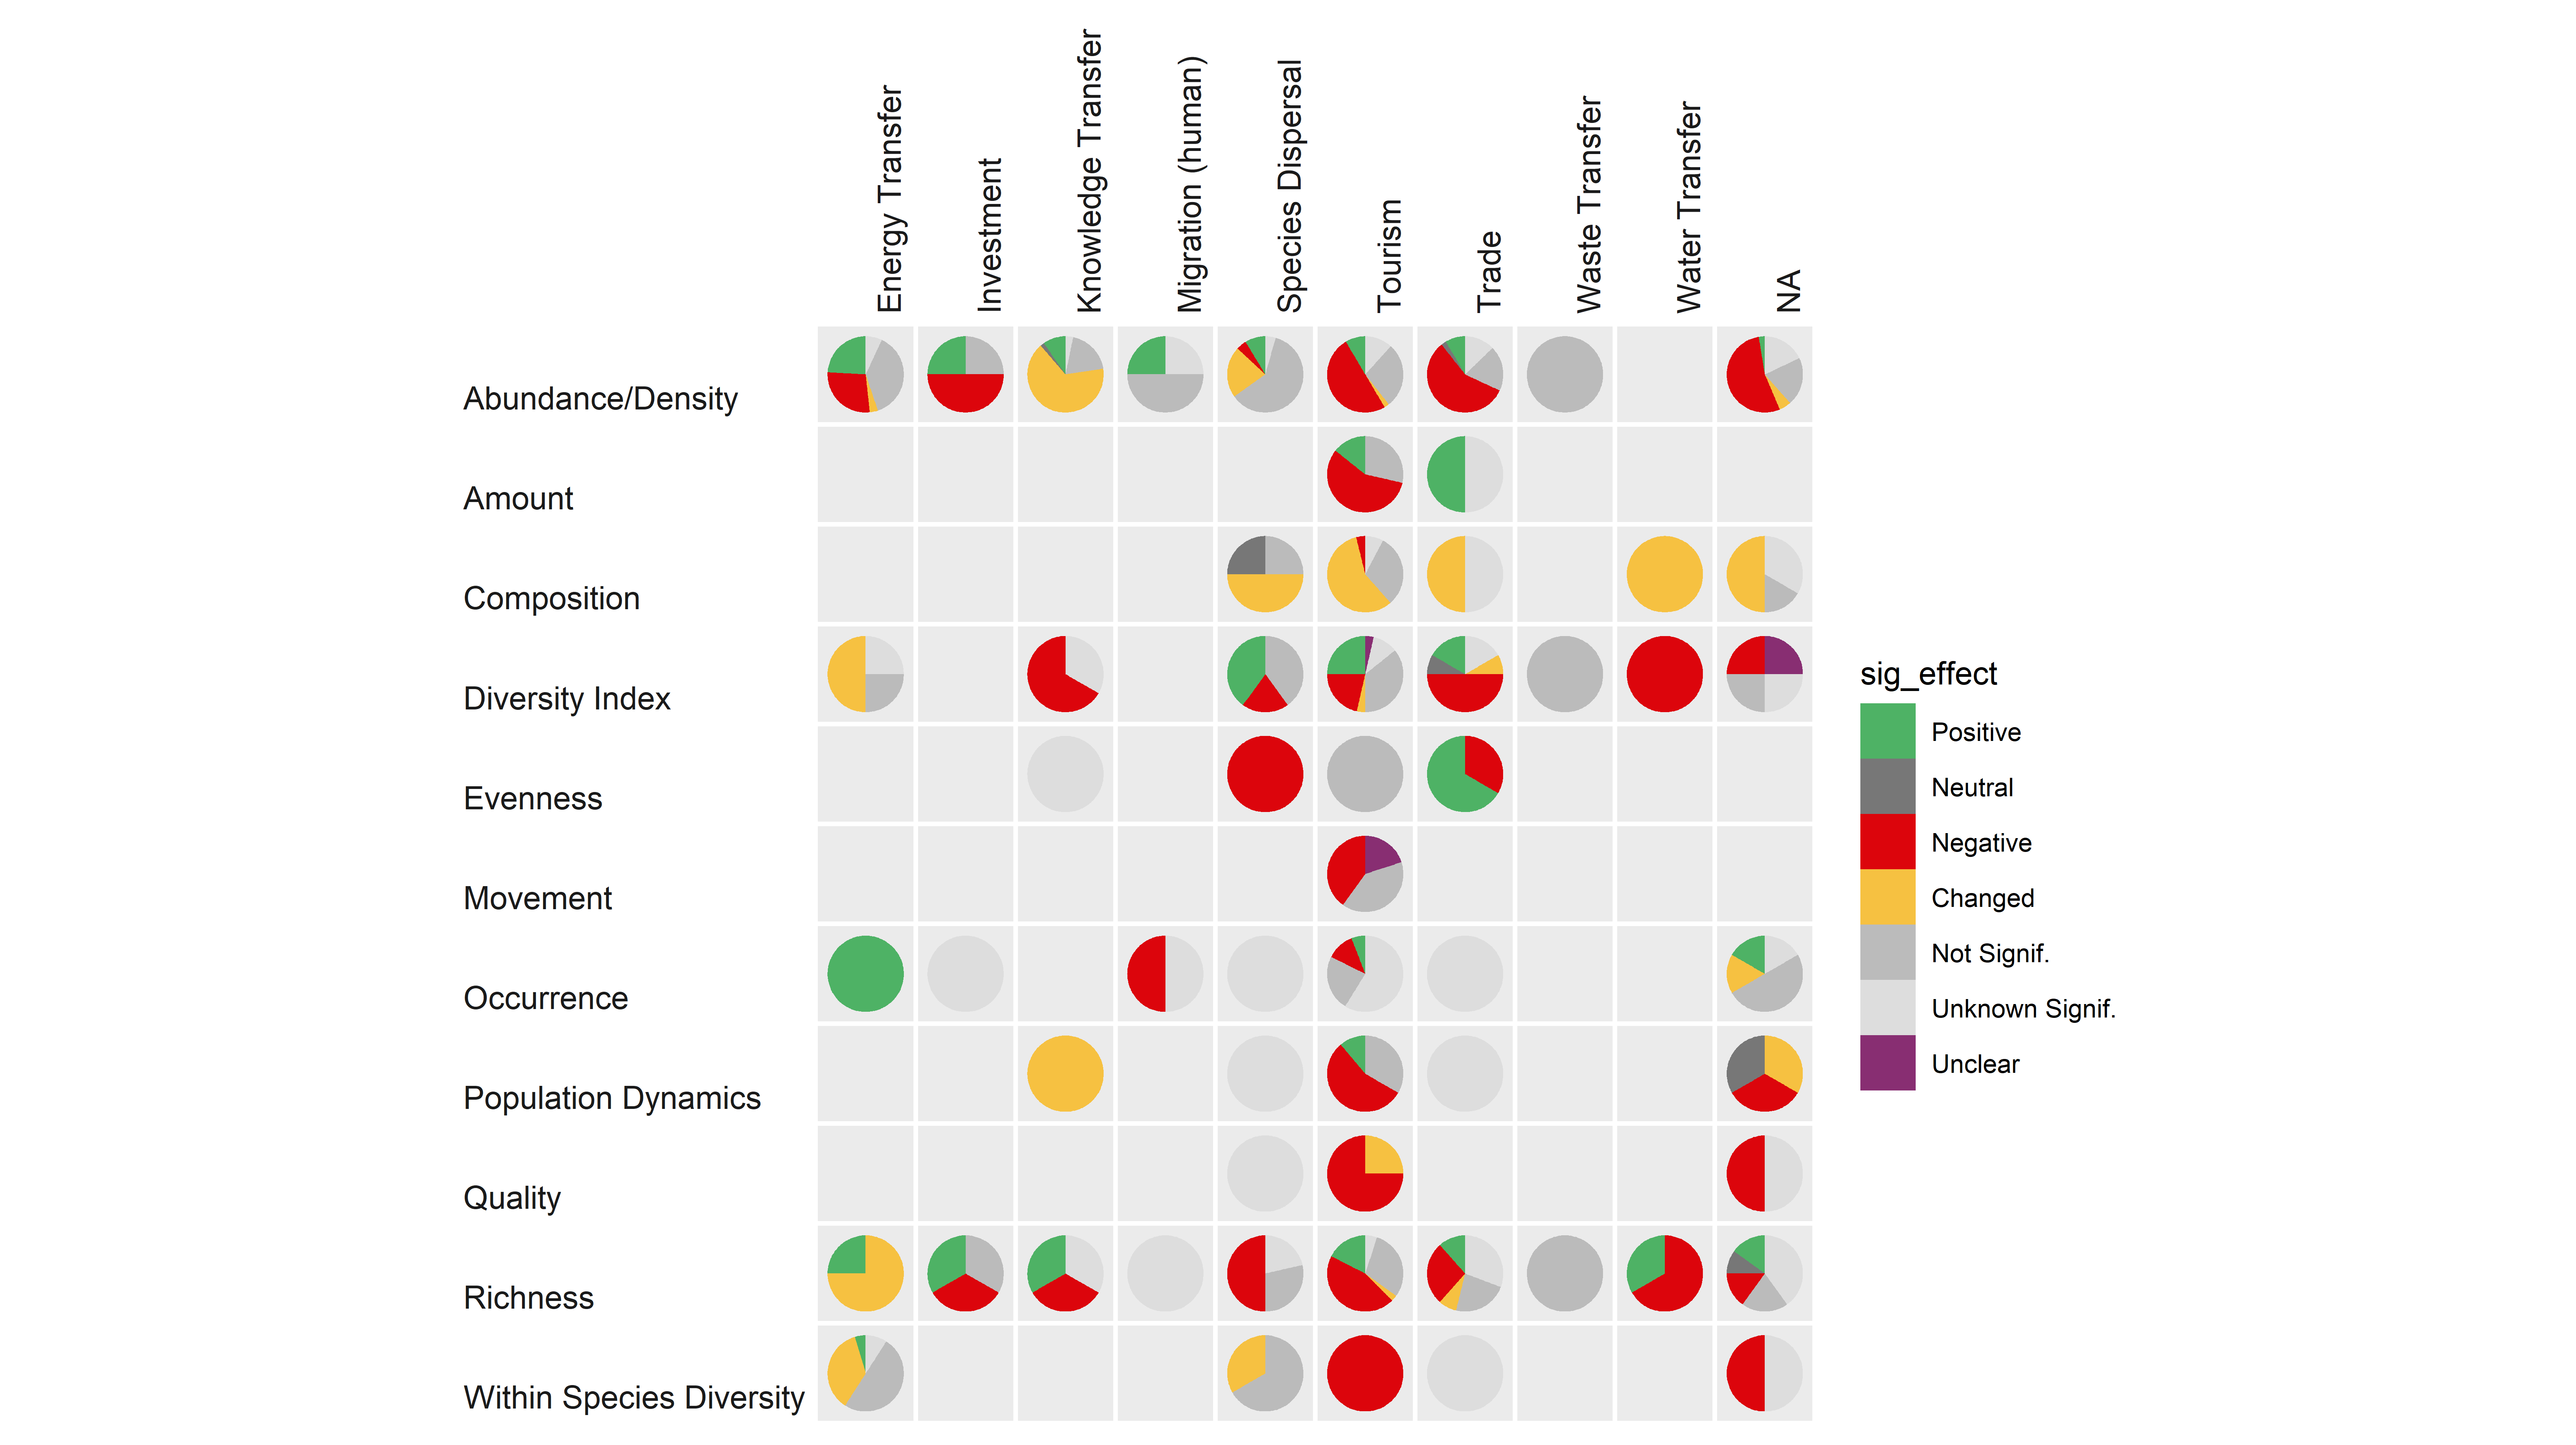 Energy Transfer
Investment
Knowledge Transfer
Migration (human)
Species Dispersal
Tourism
Trade
Waste Transfer
Water Transfer
NA
Abundance/Density
Amount
Composition
Diversity Index
Evenness
Movement
Occurrence
Population Dynamics
Quality
Richness
Within Species Diversity
sig_effect
Positive
Neutral
Negative
Changed
Not Signif.
Unknown Signif.
Unclear